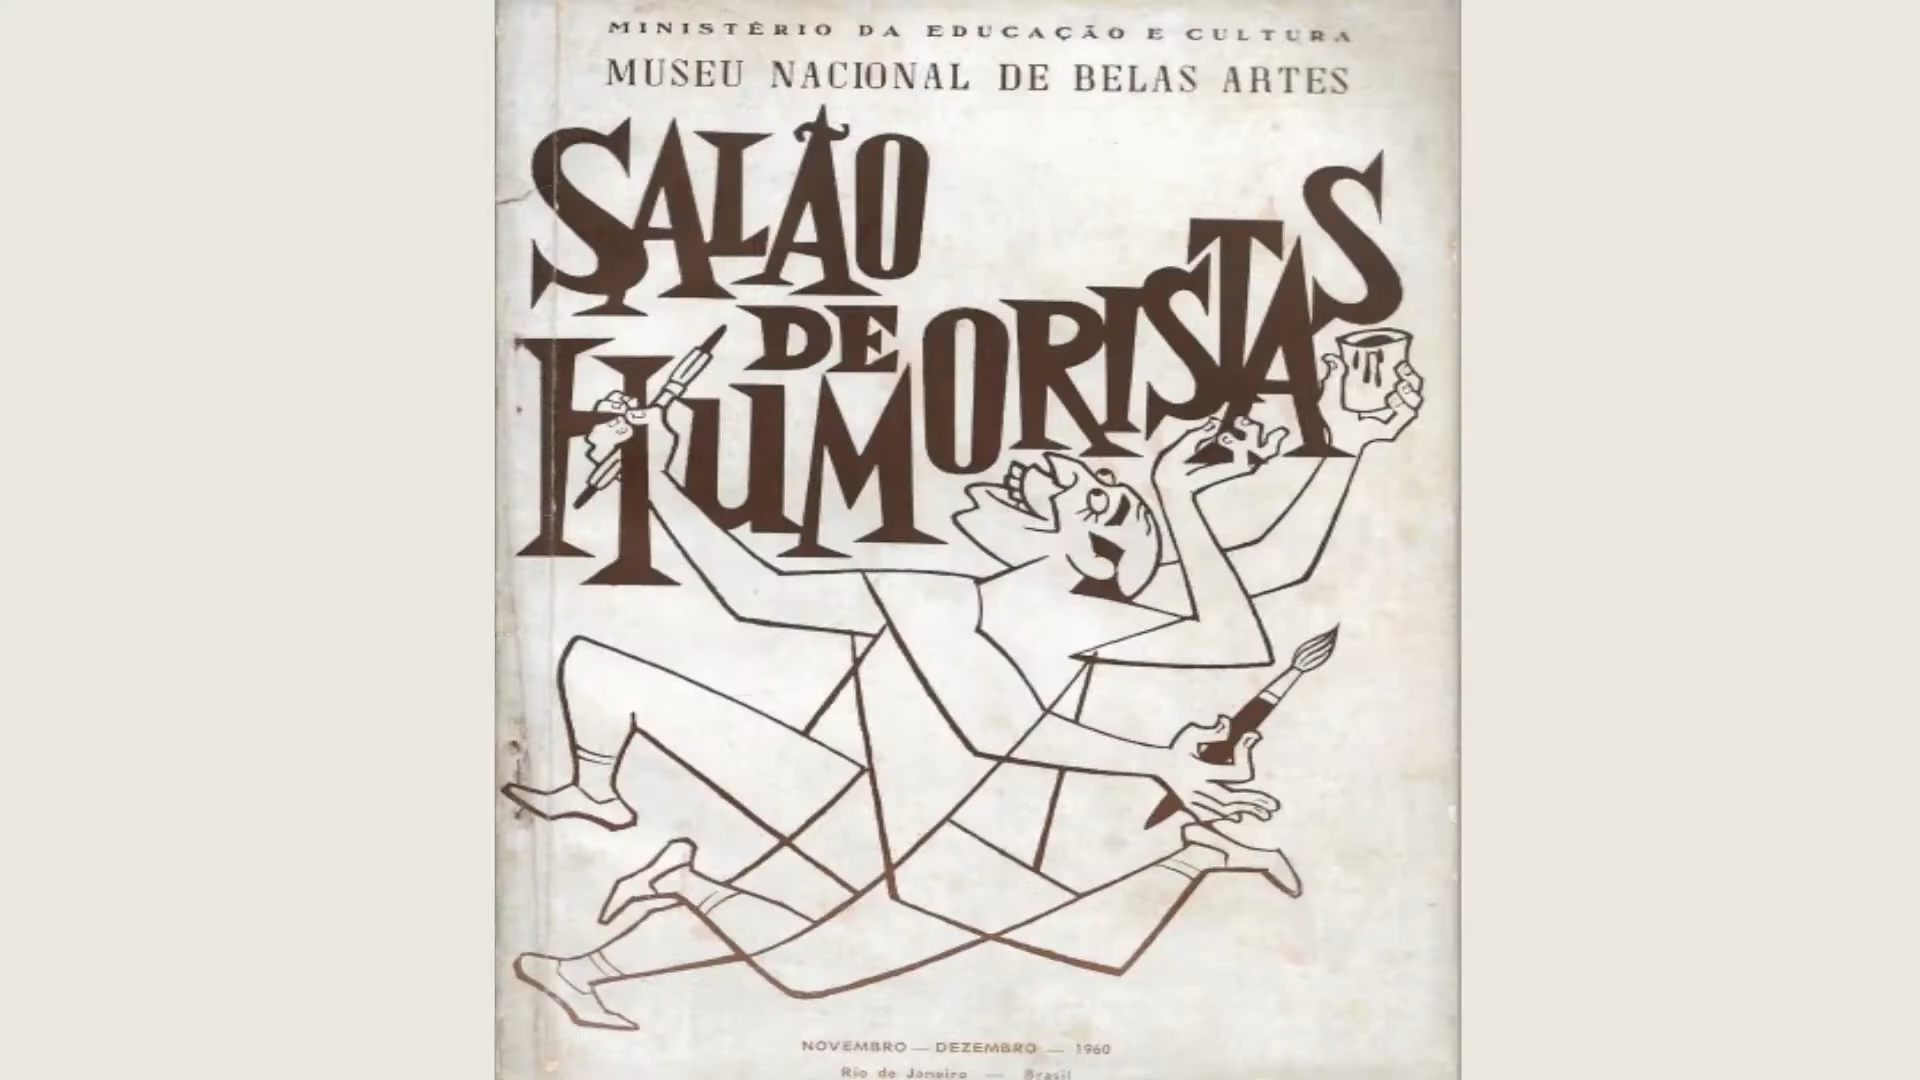 MINISTÉRIO DA EDUCAÇÃO E CULTURA
MUSEU NACIONAL DE BELAS ARTES
SALÃO
DE
HUMORISTAS
NOVEMBRO — DEZEMBRO — 1960
Rio de Janeiro — Brasil